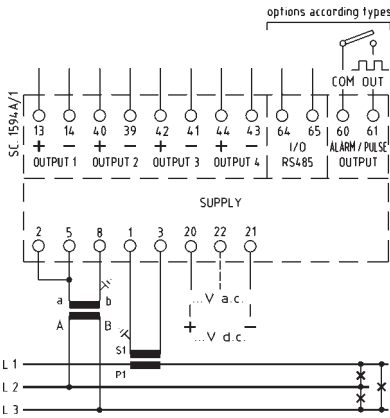 options according types
COM OUT
SC. 1594A/1
13 14 40 39 42 41 44 43 64 65 60 61
+ − + − + − + − I/O ALARM / PULSE
OUTPUT 1 OUTPUT 2 OUTPUT 3 OUTPUT 4 RS485 OUTPUT
SUPPLY
2 5 8 1 3 20 22 21
a b ...V a.c.
A B + −
...V d.c.
S1
L 1
P1
L 2
L 3